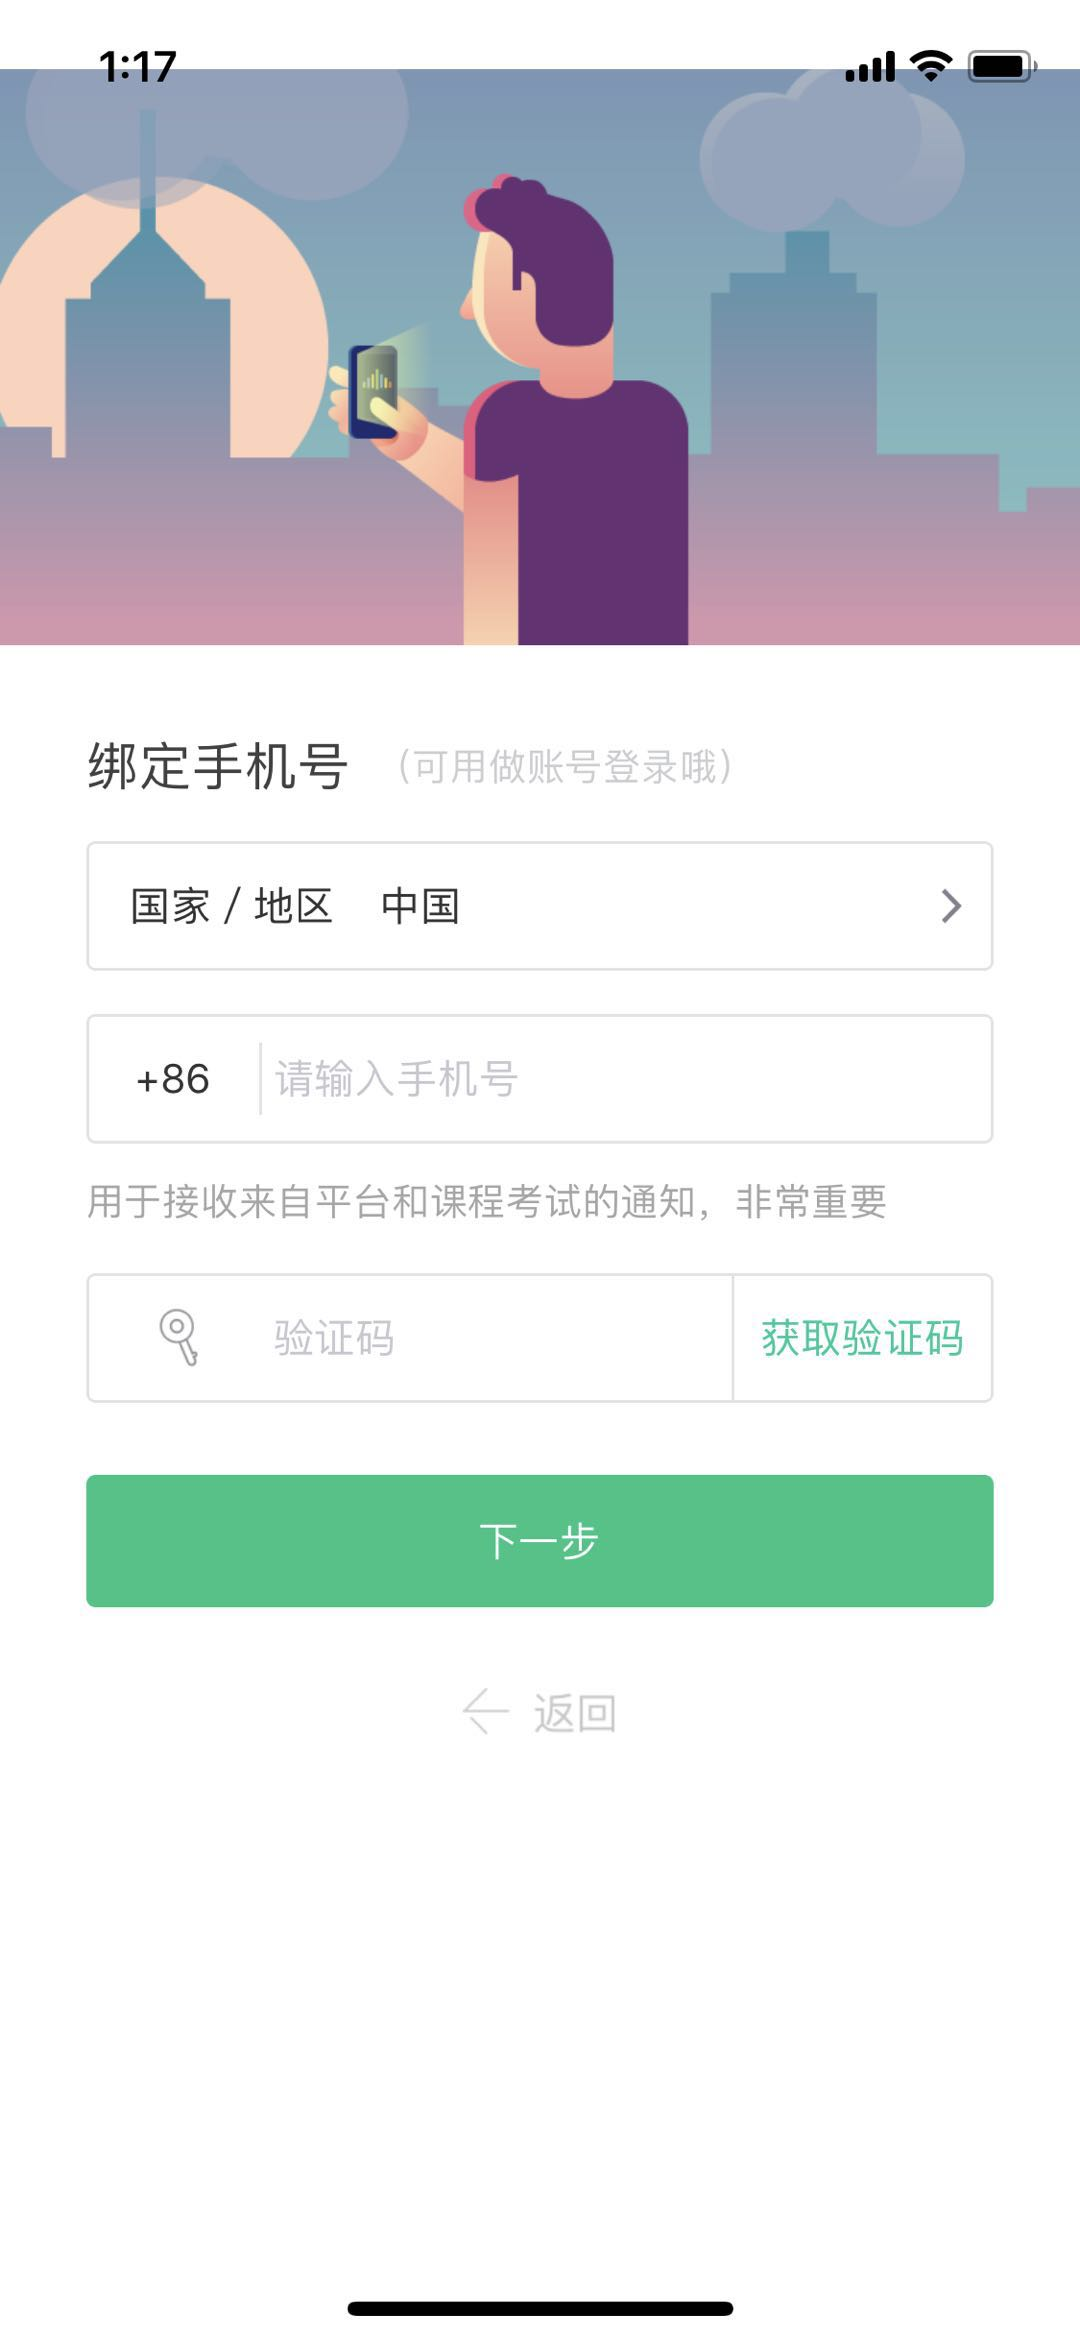 1:17
绑定手机号 （可用做账号登录哦）
国家 / 地区 中国
+86 请输入手机号
用于接收来自平台和课程考试的通知，非常重要
验证码 获取验证码
下一步
返回